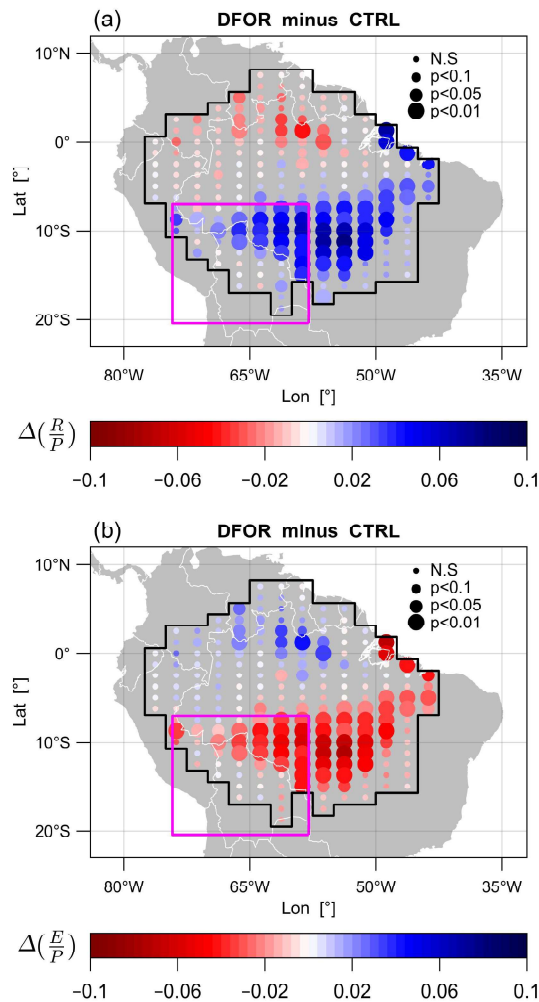 (a) DFOR minus CTRL
10°N
0°
10°S
20°S
Lat [°]
N.S
p<0.1
p<0.05
p<0.01
80°W 65°W 50°W 35°W
Lon [°]
Δ(R/P)
−0.1 −0.06 −0.02 0.02 0.06 0.1
(b) DFOR minus CTRL
10°N
0°
10°S
20°S
Lat [°]
N.S
p<0.1
p<0.05
p<0.01
80°W 65°W 50°W 35°W
Lon [°]
Δ(E/P)
−0.1 −0.06 −0.02 0.02 0.06 0.1